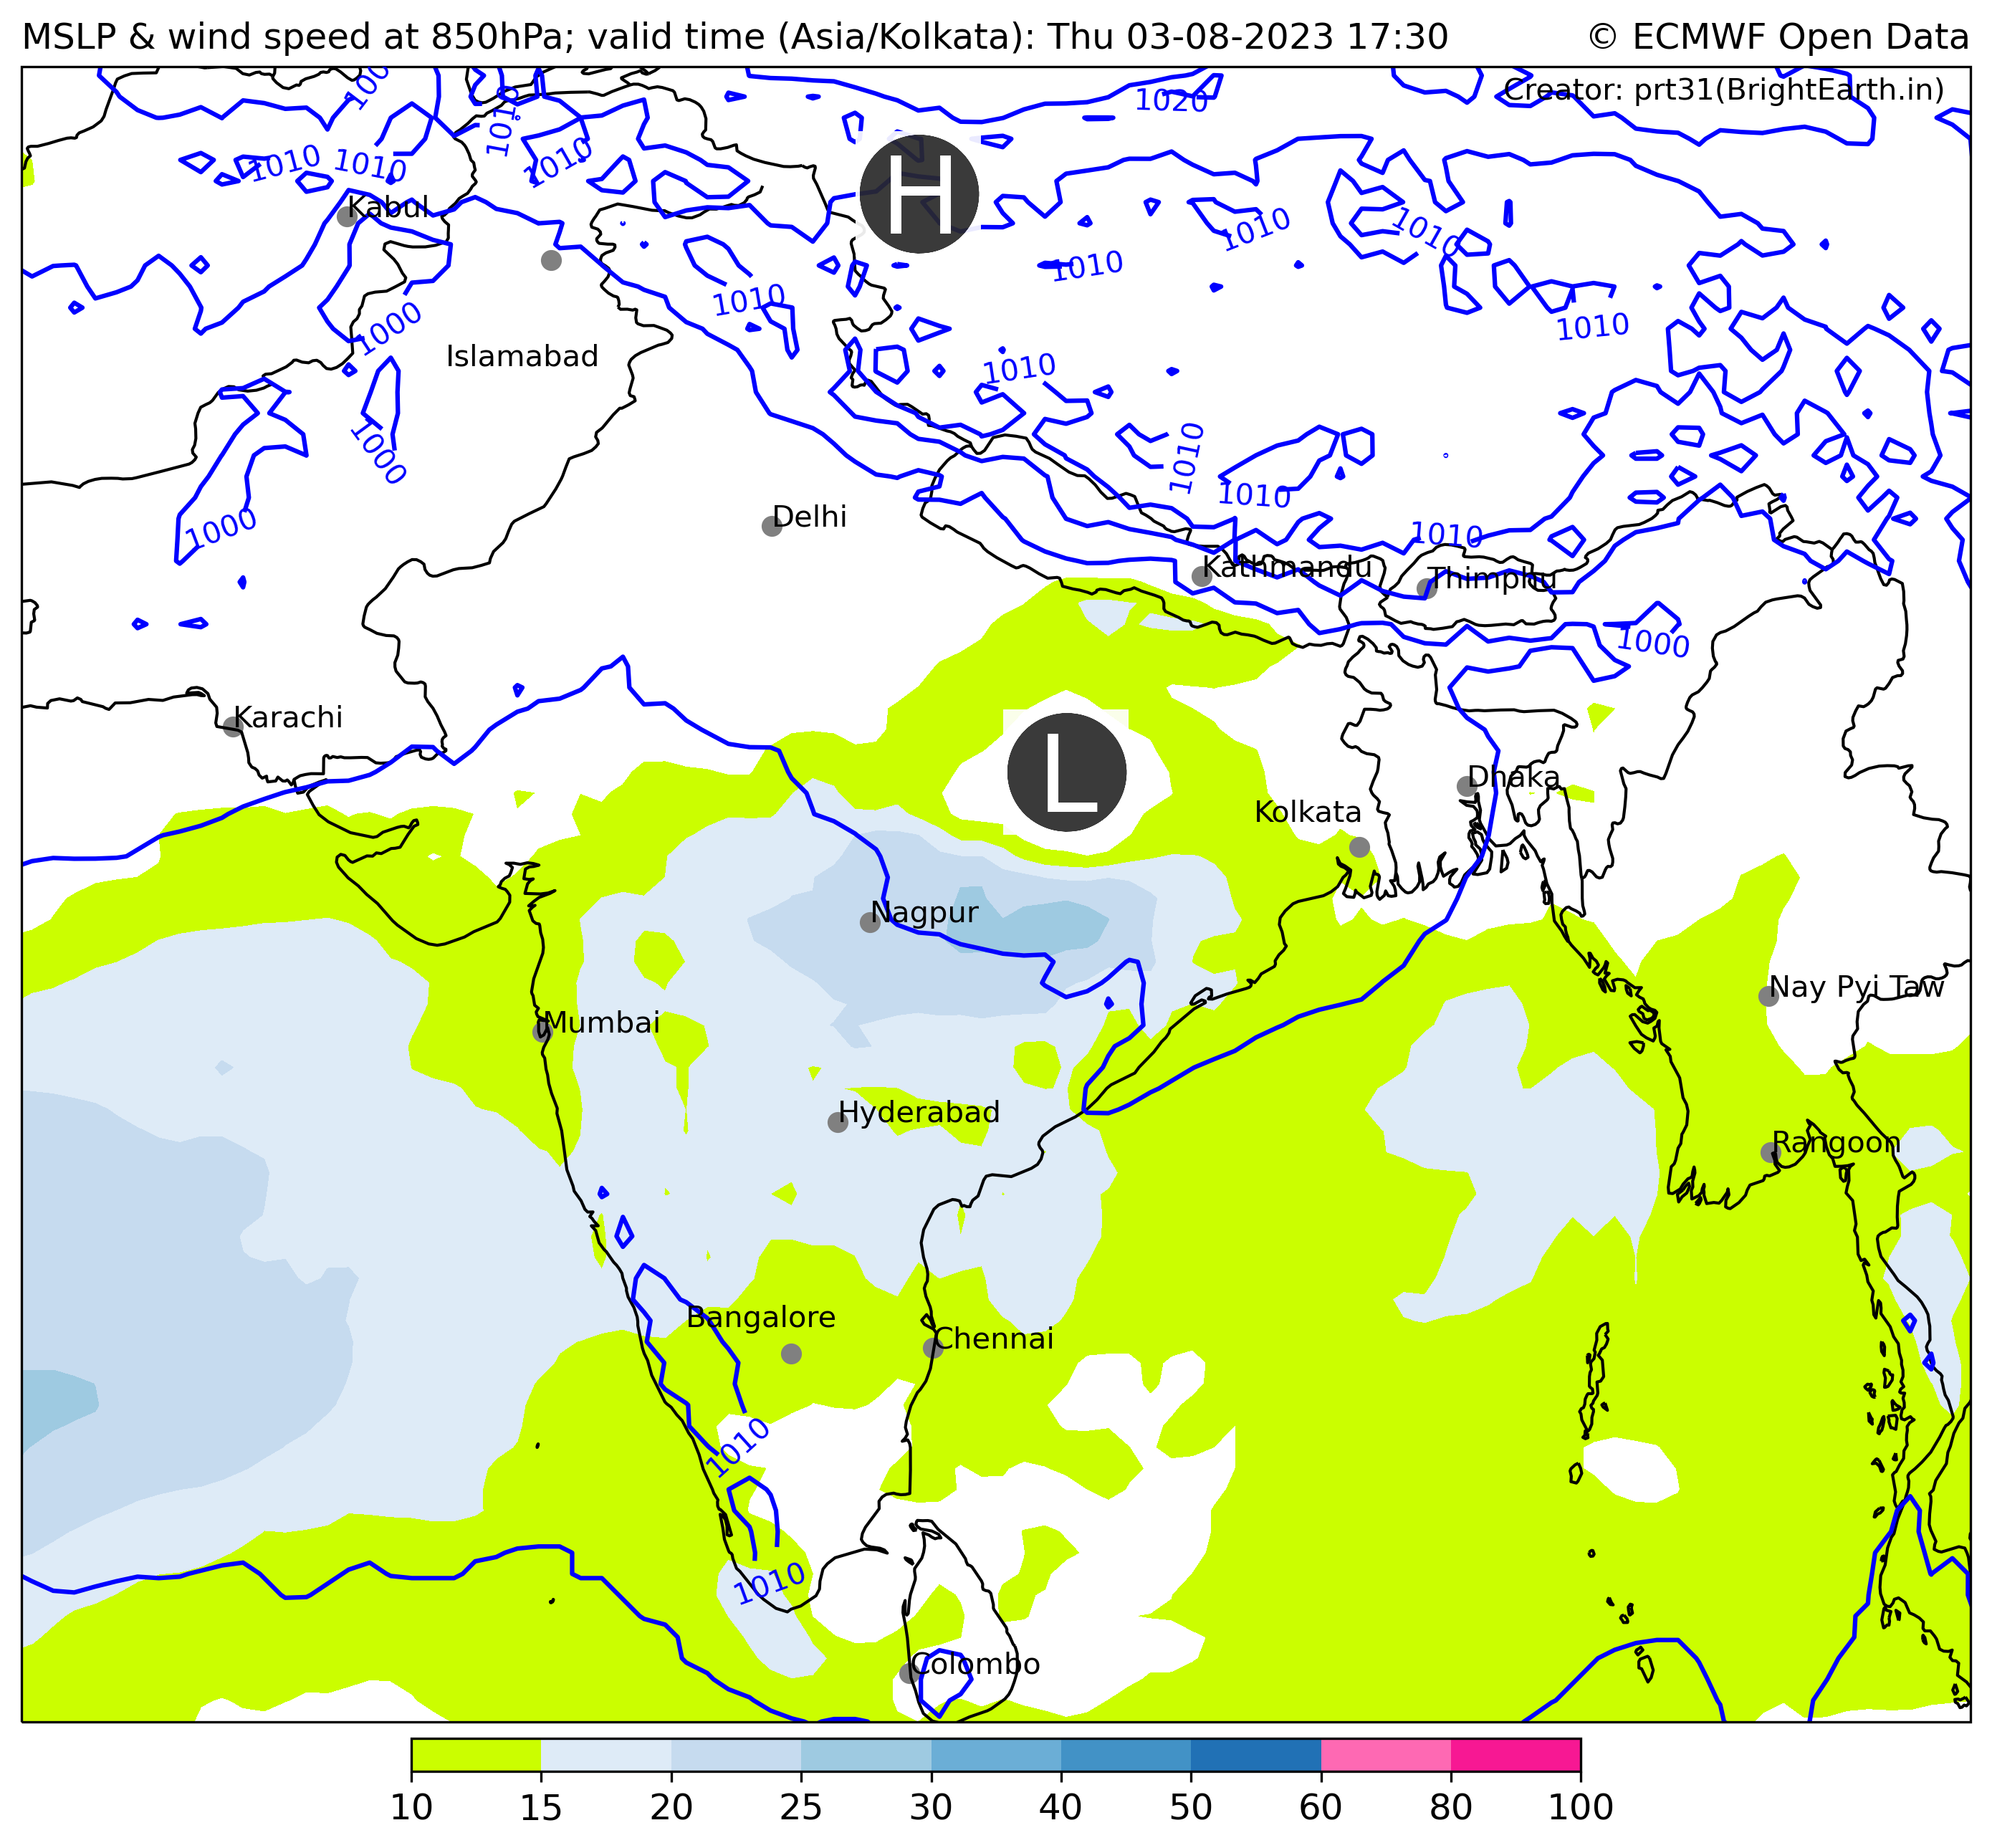 MSLP & wind speed at 850hPa; valid time (Asia/Kolkata): Thu 03-08-2023 17:30 © ECMWF Open Data
Creator: prt31(BrightEarth.in)
100
1010
1020
1010
1010
1010
H
Kabul
1010
1010
1010
1010
1000
1010
Islamabad
1010
1000
1010
1010
1000
Delhi
1010
Kathmandu
Thimphu
1000
Karachi
L
Dhaka
Kolkata
Nagpur
Nay Pyi Taw
Mumbai
Hyderabad
Rangoon
Bangalore
Chennai
1010
1010
Colombo
10 15 20 25 30 40 50 60 80 100